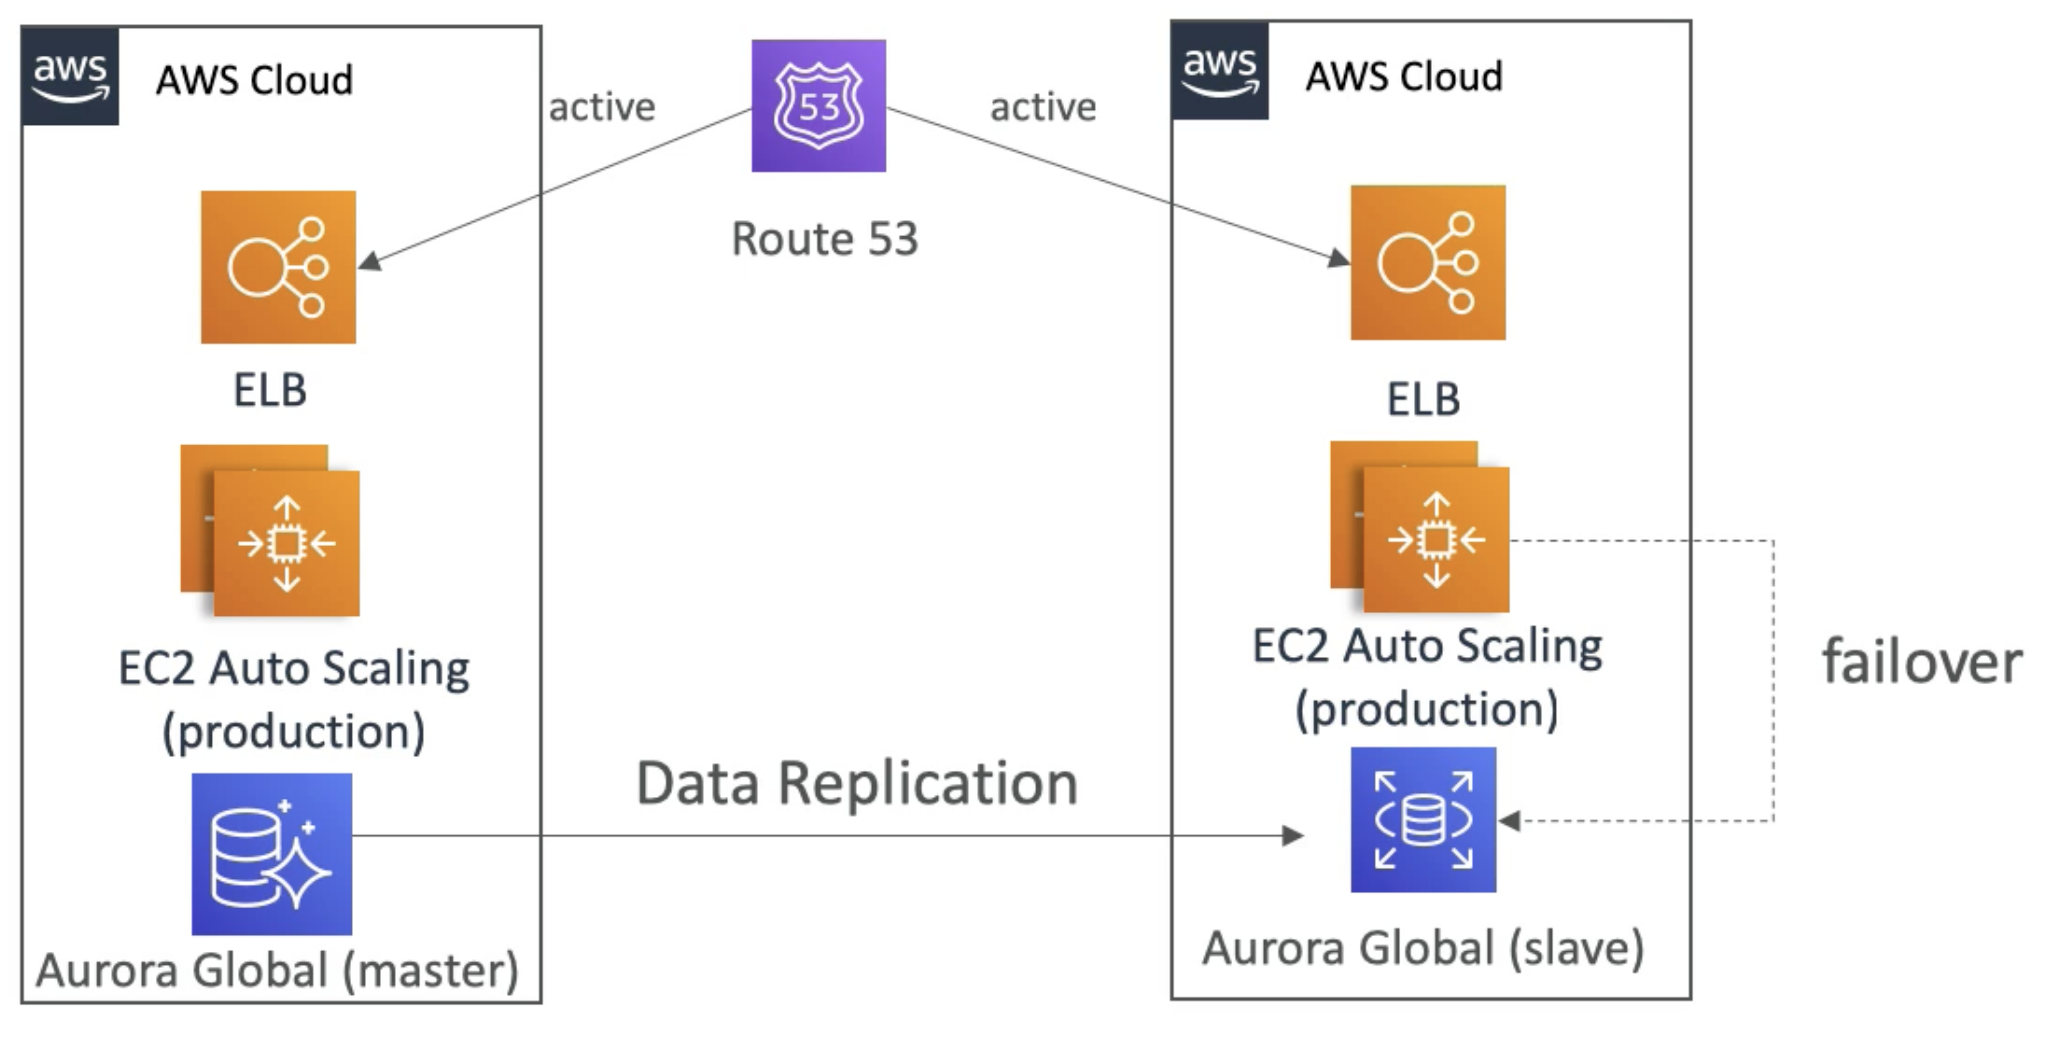 aws
AWS Cloud
active
53
Route 53
active
aws
AWS Cloud
ELB
ELB
EC2 Auto Scaling
(production)
EC2 Auto Scaling
(production)
failover
Data Replication
Aurora Global (master)
Aurora Global (slave)